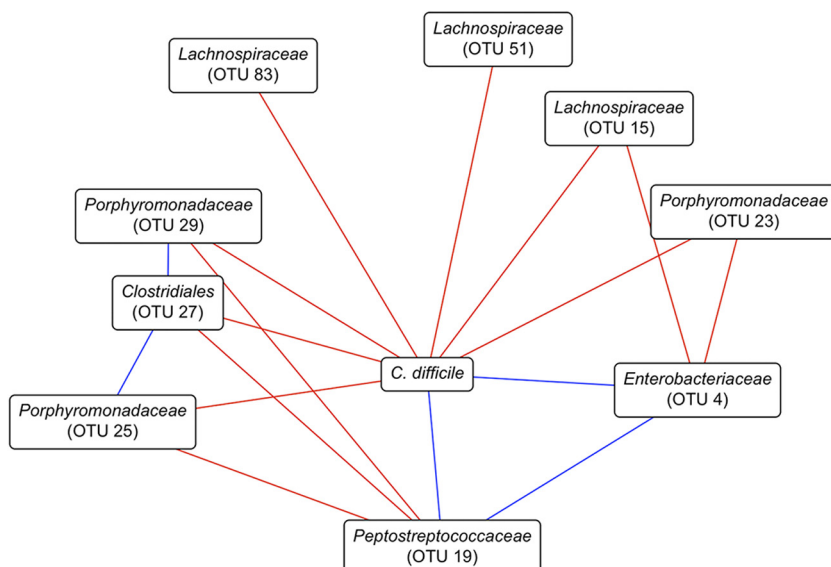 Lachnospiraceae
(OTU 51)
Lachnospiraceae
(OTU 83)
Lachnospiraceae
(OTU 15)
Porphyromonadaceae
(OTU 29)
Porphyromonadaceae
(OTU 23)
Clostridiales
(OTU 27)
C. difficile
Enterobacteriaceae
(OTU 4)
Porphyromonadaceae
(OTU 25)
Peptostreptococcaceae
(OTU 19)